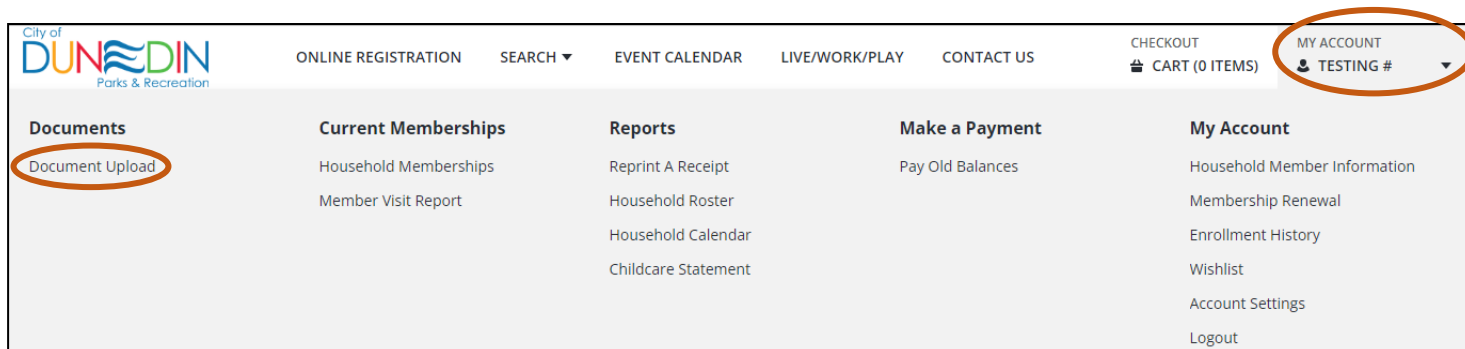 City of
DUNEDIN
Parks & Recreation
ONLINE REGISTRATION
SEARCH
EVENT CALENDAR
LIVE/WORK/PLAY
CONTACT US
CHECKOUT
CART (0 ITEMS)
MY ACCOUNT
TESTING #
Documents
Document Upload
Current Memberships
Household Memberships
Member Visit Report
Reports
Reprint A Receipt
Household Roster
Household Calendar
Childcare Statement
Make a Payment
Pay Old Balances
My Account
Household Member Information
Membership Renewal
Enrollment History
Wishlist
Account Settings
Logout